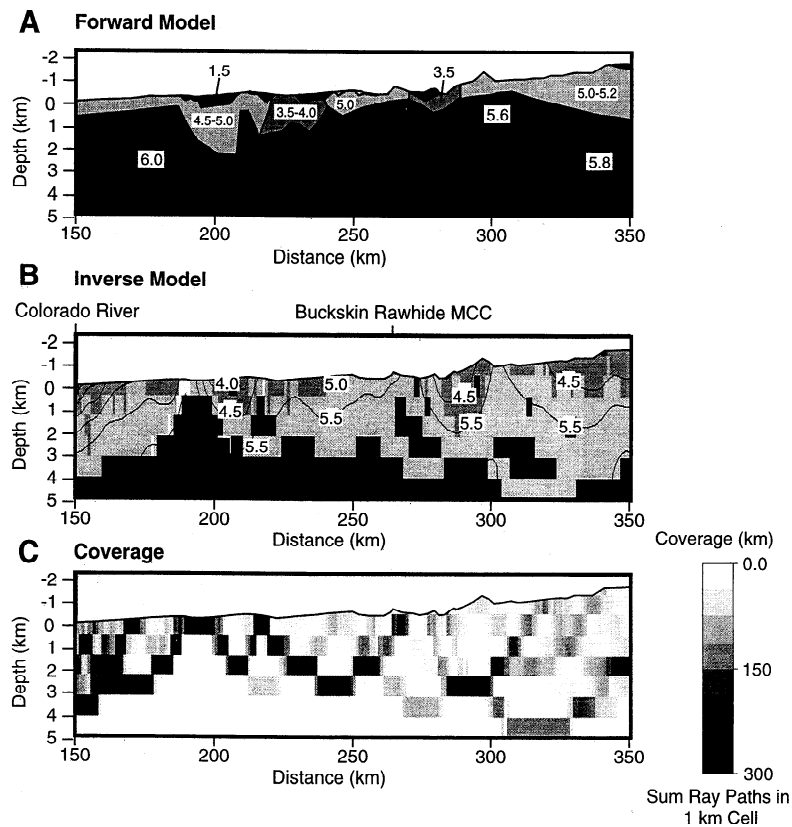 A Forward Model
1.5
3.5
-2
-1
0
1
2
3
4
5
Depth (km)
4.5-5.0
3.5-4.0
5.0
5.0-5.2
5.6
6.0
5.8
150 200 250 300 350
Distance (km)
B Inverse Model
Colorado River
Buckskin Rawhide MCC
-2
-1
0
1
2
3
4
5
Depth (km)
4.0
5.0
4.5
4.5
4.5
5.5
5.5
5.5
5.5
150 200 250 300 350
Distance (km)
C Coverage
-2
-1
0
1
2
3
4
5
Depth (km)
150 200 250 300 350
Distance (km)
Coverage (km)
0.0
150
300
Sum Ray Paths in
1 km Cell